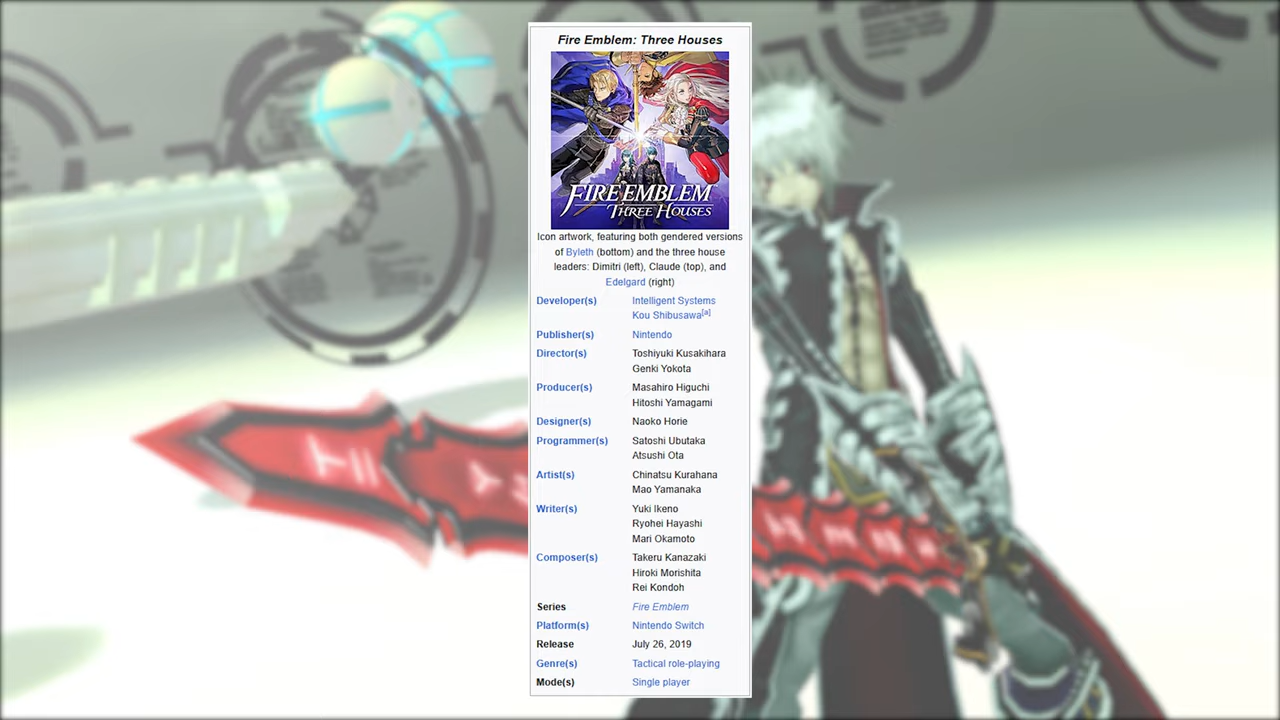 Fire Emblem: Three Houses
FIRE EMBLEM
THREE HOUSES
Icon artwork, featuring both gendered versions
of Byleth (bottom) and the three house
leaders: Dimitri (left), Claude (top), and
Edelgard (right)
Developer(s) Intelligent Systems
Kou Shibusawa[a]
Publisher(s) Nintendo
Director(s) Toshiyuki Kusakihara
Genki Yokota
Producer(s) Masahiro Higuchi
Hitoshi Yamagami
Designer(s) Naoko Horie
Programmer(s) Satoshi Ubutaka
Atsushi Ota
Artist(s) Chinatsu Kurahana
Mao Yamanaka
Writer(s) Yuki Ikeno
Ryohei Hayashi
Mari Okamoto
Composer(s) Takeru Kanazaki
Hiroki Morishita
Rei Kondoh
Series Fire Emblem
Platform(s) Nintendo Switch
Release July 26, 2019
Genre(s) Tactical role-playing
Mode(s) Single player